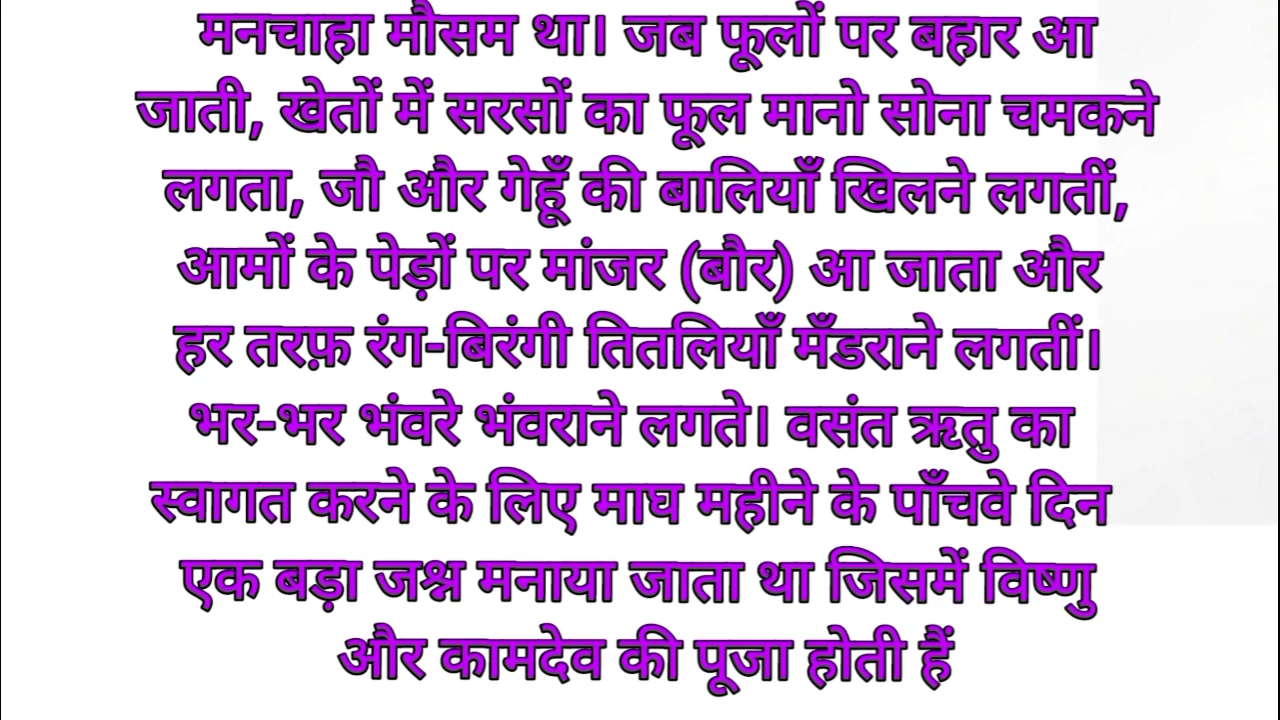 मनचाहा मौसम था। जब फूलों पर बहार आ
जाती, खेतों में सरसों का फूल मानो सोना चमकने
लगता, जौ और गेहूँ की बालियाँ खिलने लगतीं,
आमों के पेड़ों पर मांजर (बौर) आ जाता और
हर तरफ़ रंग-बिरंगी तितलियाँ मँडराने लगतीं।
भर-भर भंवरे भंवराने लगते। वसंत ऋतु का
स्वागत करने के लिए माघ महीने के पाँचवे दिन
एक बड़ा जश्न मनाया जाता था जिसमें विष्णु
और कामदेव की पूजा होती हैं